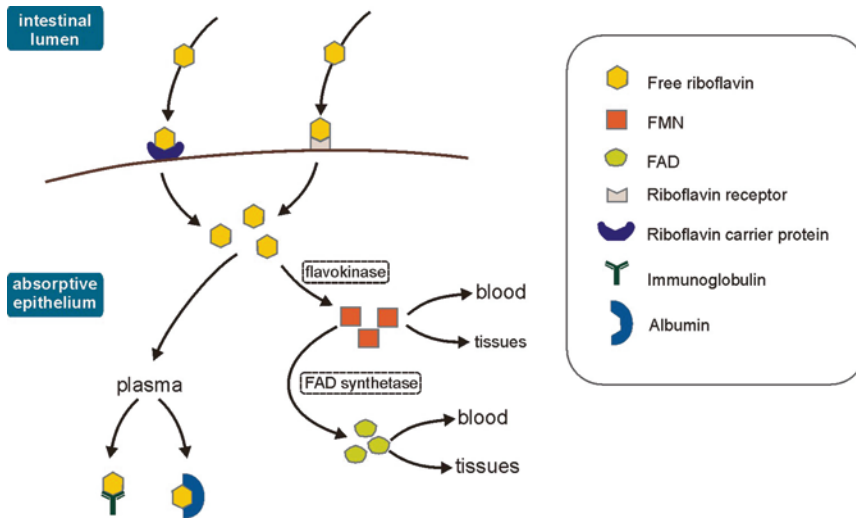 intestinal
lumen
absorptive
epithelium
flavokinase
blood
tissues
FAD synthetase
plasma
blood
tissues
Free riboflavin
FMN
FAD
Riboflavin receptor
Riboflavin carrier protein
Immunoglobulin
Albumin